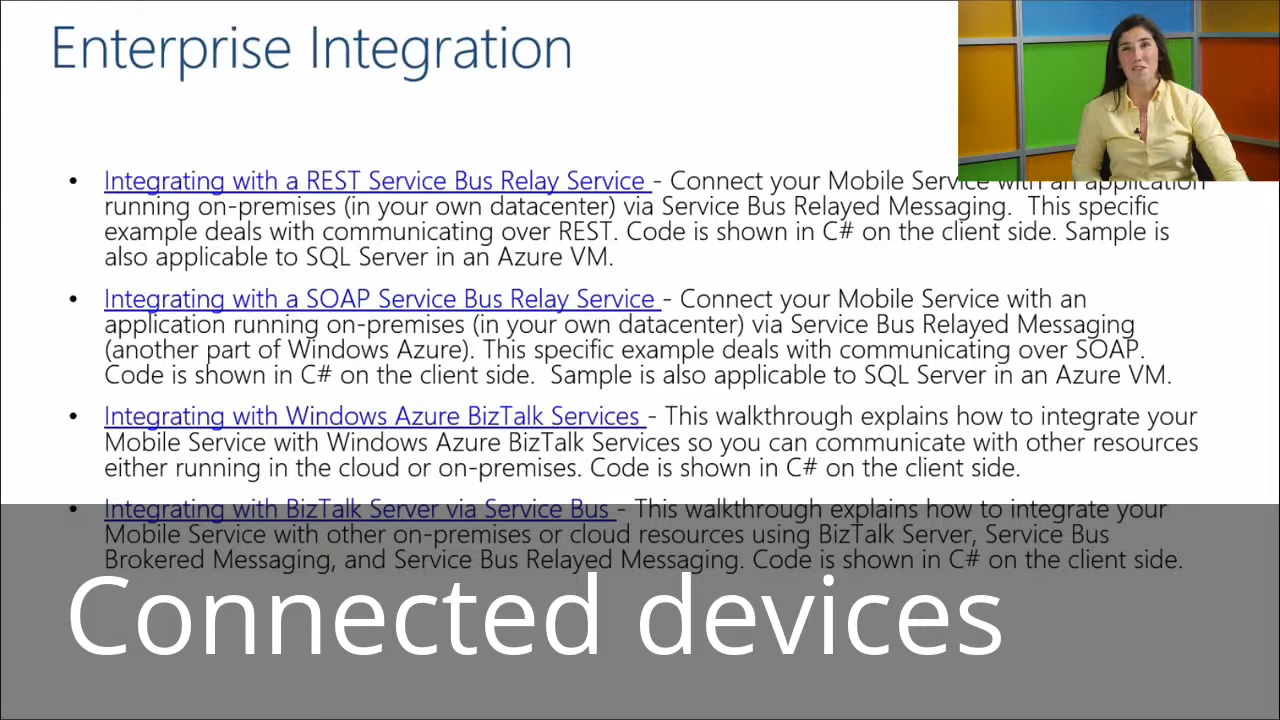 Enterprise Integration
• Integrating with a REST Service Bus Relay Service - Connect your Mobile Service with an application
running on-premises (in your own datacenter) via Service Bus Relayed Messaging.  This specific
example deals with communicating over REST. Code is shown in C# on the client side. Sample is
also applicable to SQL Server in an Azure VM.
• Integrating with a SOAP Service Bus Relay Service - Connect your Mobile Service with an
application running on-premises (in your own datacenter) via Service Bus Relayed Messaging
(another part of Windows Azure). This specific example deals with communicating over SOAP.
Code is shown in C# on the client side.  Sample is also applicable to SQL Server in an Azure VM.
• Integrating with Windows Azure BizTalk Services - This walkthrough explains how to integrate your
Mobile Service with Windows Azure BizTalk Services so you can communicate with other resources
either running in the cloud or on-premises. Code is shown in C# on the client side.
• Integrating with BizTalk Server via Service Bus - This walkthrough explains how to integrate your
Mobile Service with other on-premises or cloud resources using BizTalk Server, Service Bus
Brokered Messaging, and Service Bus Relayed Messaging. Code is shown in C# on the client side.
Connected devices